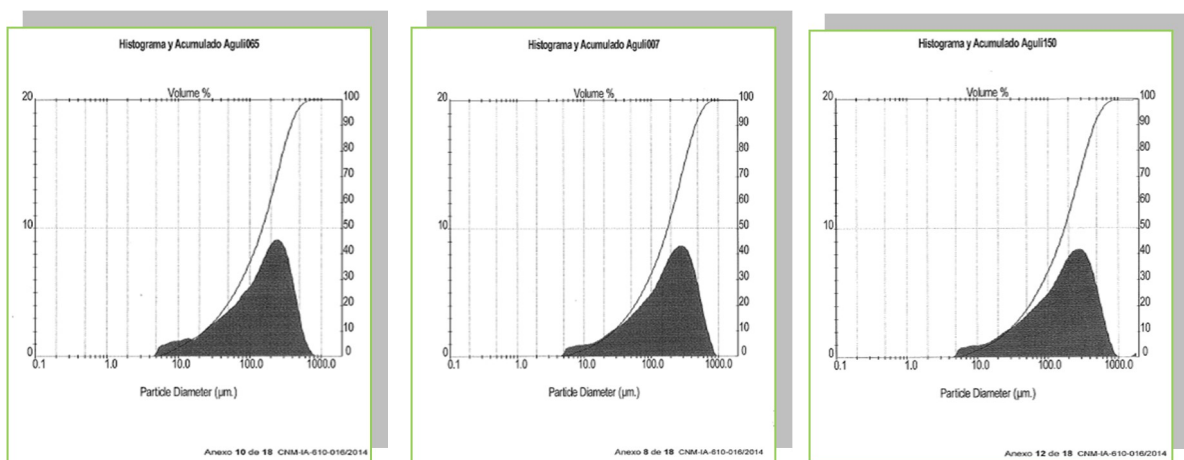 Histograma y Acumulado Aguli065
Volume %
20
10
0
100
90
80
70
60
50
40
30
20
10
0
0.1 1.0 10.0 100.0 1000.0
Particle Diameter (µm.)
Anexo 10 de 18 CNM-IA-610-016/2014
Histograma y Acumulado Aguli007
Volume %
20
10
0
100
90
80
70
60
50
40
30
20
10
0
0.1 1.0 10.0 100.0 1000.0
Particle Diameter (µm.)
Anexo 8 de 18 CNM-IA-610-016/2014
Histograma y Acumulado Aguli150
Volume %
20
10
0
100
90
80
70
60
50
40
30
20
10
0
0.1 1.0 10.0 100.0 1000.0
Particle Diameter (µm.)
Anexo 12 de 18 CNM-IA-610-016/2014